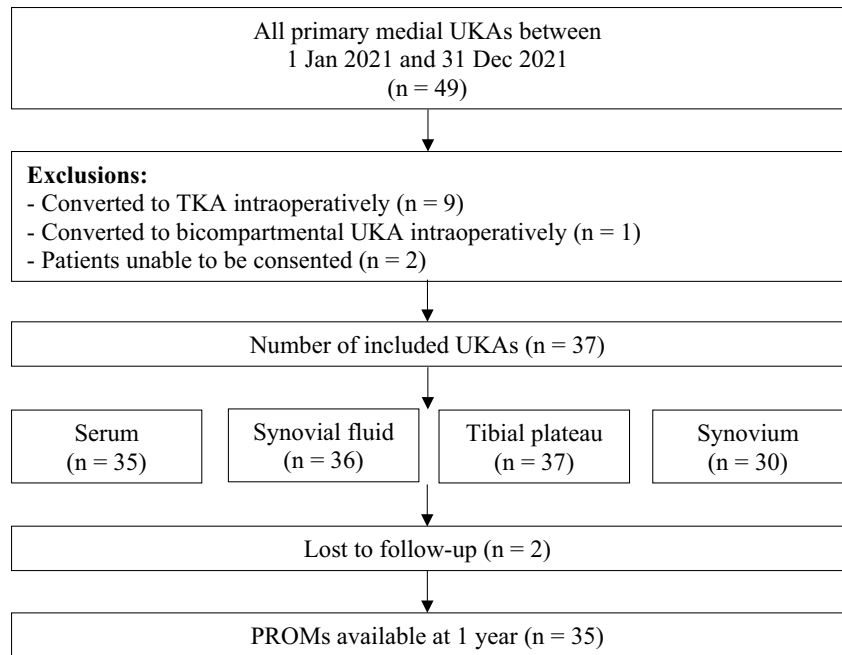 All primary medial UKAs between
1 Jan 2021 and 31 Dec 2021
(n = 49)
Exclusions:
- Converted to TKA intraoperatively (n = 9)
- Converted to bicompartmental UKA intraoperatively (n = 1)
- Patients unable to be consented (n = 2)
Number of included UKAs (n = 37)
Serum
(n = 35)
Synovial fluid
(n = 36)
Tibial plateau
(n = 37)
Synovium
(n = 30)
Lost to follow-up (n = 2)
PROMs available at 1 year (n = 35)